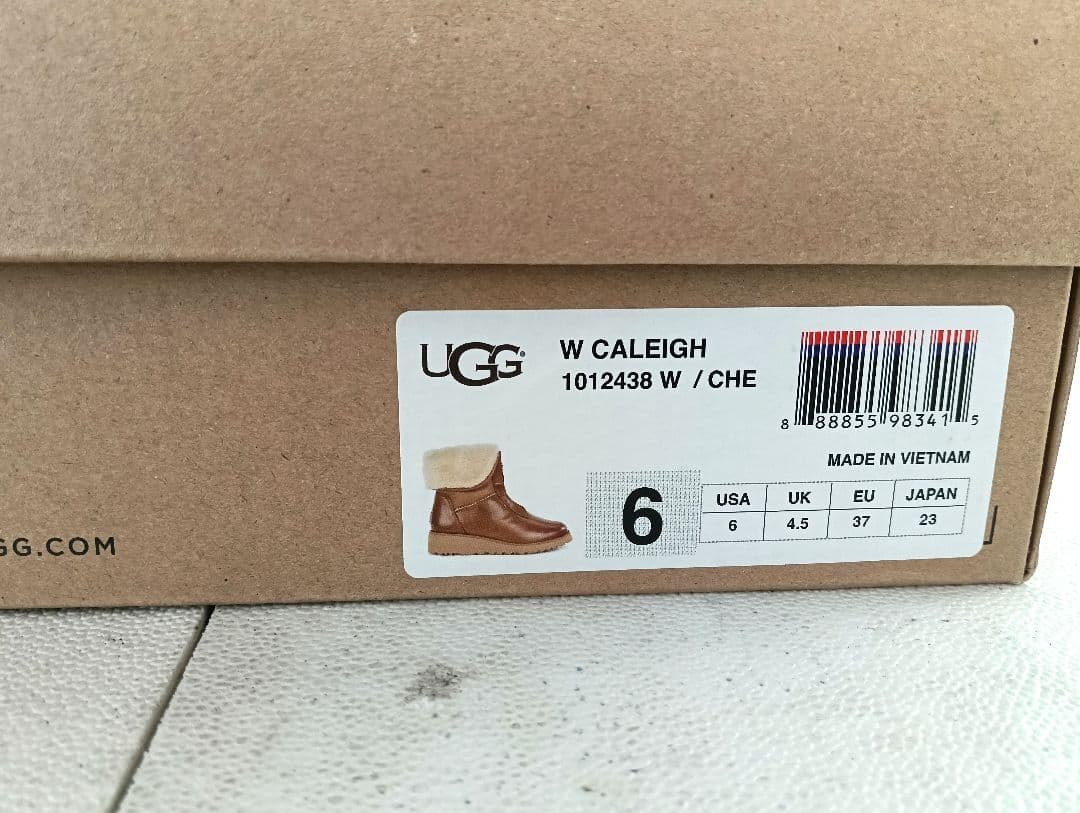 UGG®
W CALEIGH
1012438 W / CHE
8 88855 98341 5
MADE IN VIETNAM
6
USA UK EU JAPAN
6 4.5 37 23
GG.COM